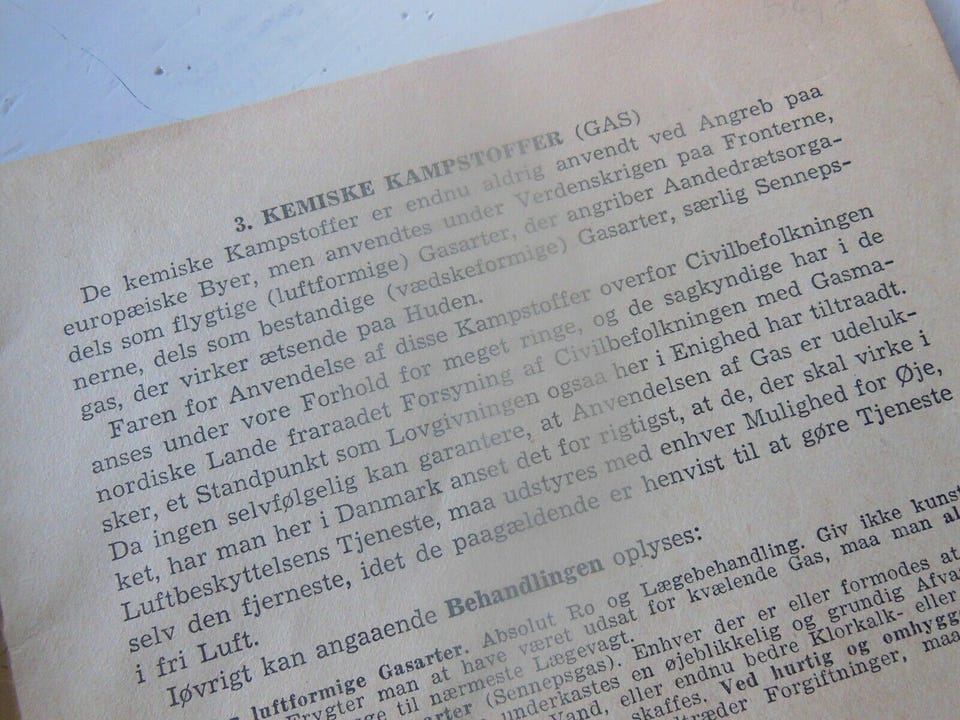 3. KEMISKE KAMPSTOFFER (GAS)
De kemiske Kampstoffer er endnu aldrig anvendt ved Angreb paa
europæiske Byer, men anvendtes under Verdenskrigen paa Fronterne,
dels som flygtige (luftformige) Gasarter, der angriber Aandedrætsorga-
nerne, dels som bestandige (vædskeformige) Gasarter, særlig Senneps-
gas, der virker ætsende paa Huden.
Faren for Anvendelse af disse Kampstoffer overfor Civilbefolkningen
anses under vore Forhold for meget ringe, og de sagkyndige har i de
nordiske Lande fraraadet Forsyning af Civilbefolkningen med Gasma-
sker, et Standpunkt som Lovgivningen ogsaa her i Enighed har tiltraadt.
Da ingen selvfølgelig kan garantere, at Anvendelsen af Gas er udeluk-
ket, har man her i Danmark anset det for rigtigst, at de, der skal virke i
Luftbeskyttelsens Tjeneste, maa udstyres med enhver Mulighed for Øje,
selv den fjerneste, idet de paagældende er henvist til at gøre Tjeneste
i fri Luft.
Iøvrigt kan angaaende Behandlingen oplyses:
luftformige Gasarter. Absolut Ro og Lægebehandling. Giv ikke kunst
Frygter man at have været udsat for kvælende Gas, maa man al
til nærmeste Lægevagt.
(Sennepsgas). Enhver der er eller formodes at
underkastes en øjeblikkelig og grundig Afva
Vand, eller endnu bedre Klorkalk- eller
skaffes. Ved hurtig og omhygg
Forgiftninger, maa